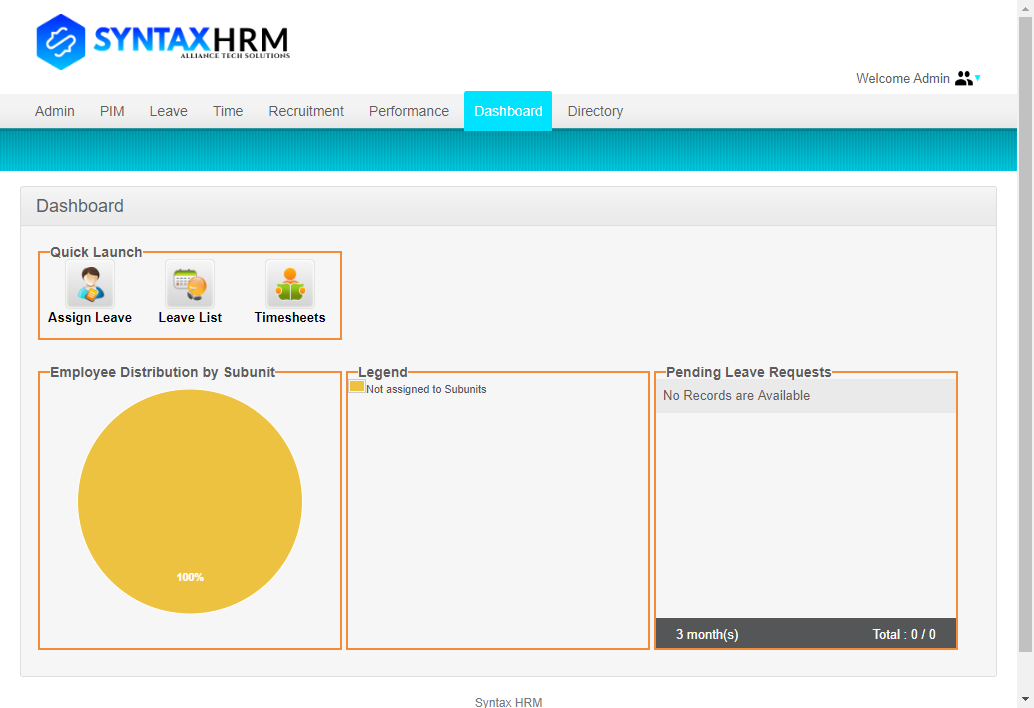 SYNTAXHRM
ALLIANCE TECH SOLUTIONS
Welcome Admin
Admin PIM Leave Time Recruitment Performance Dashboard Directory
Dashboard
Quick Launch
Assign Leave Leave List Timesheets
Employee Distribution by Subunit Legend Pending Leave Requests
Not assigned to Subunits
No Records are Available
100%
3 month(s) Total : 0 / 0
Syntax HRM